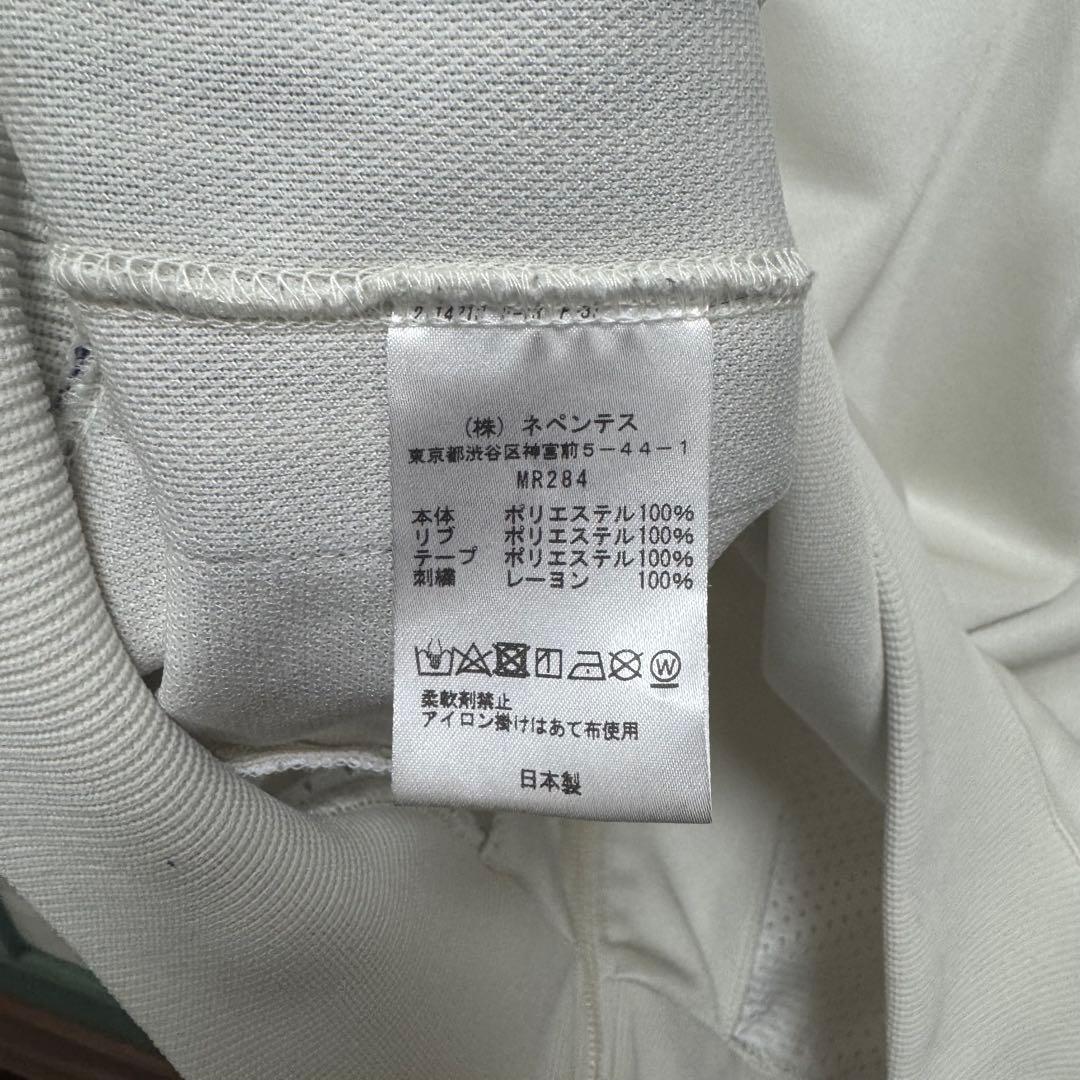 (株) ネペンテス
東京都渋谷区神宮前5-44-1
MR284
本体 ポリエステル100%
リブ ポリエステル100%
テープ ポリエステル100%
刺繍 レーヨン 100%
W
柔軟剤禁止
アイロン掛けはあて布使用
日本製